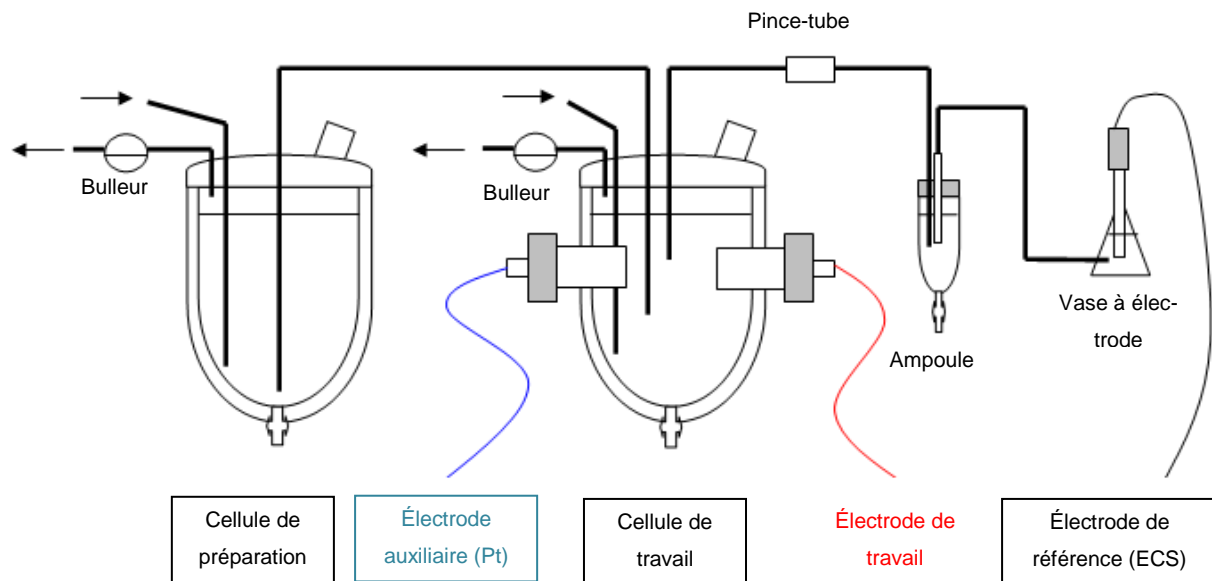 Pince-tube
Bulleur
Bulleur
Vase à élec-
trode
Ampoule
Cellule de
préparation
Électrode
auxiliaire (Pt)
Cellule de
travail
Électrode de
travail
Électrode de
référence (ECS)